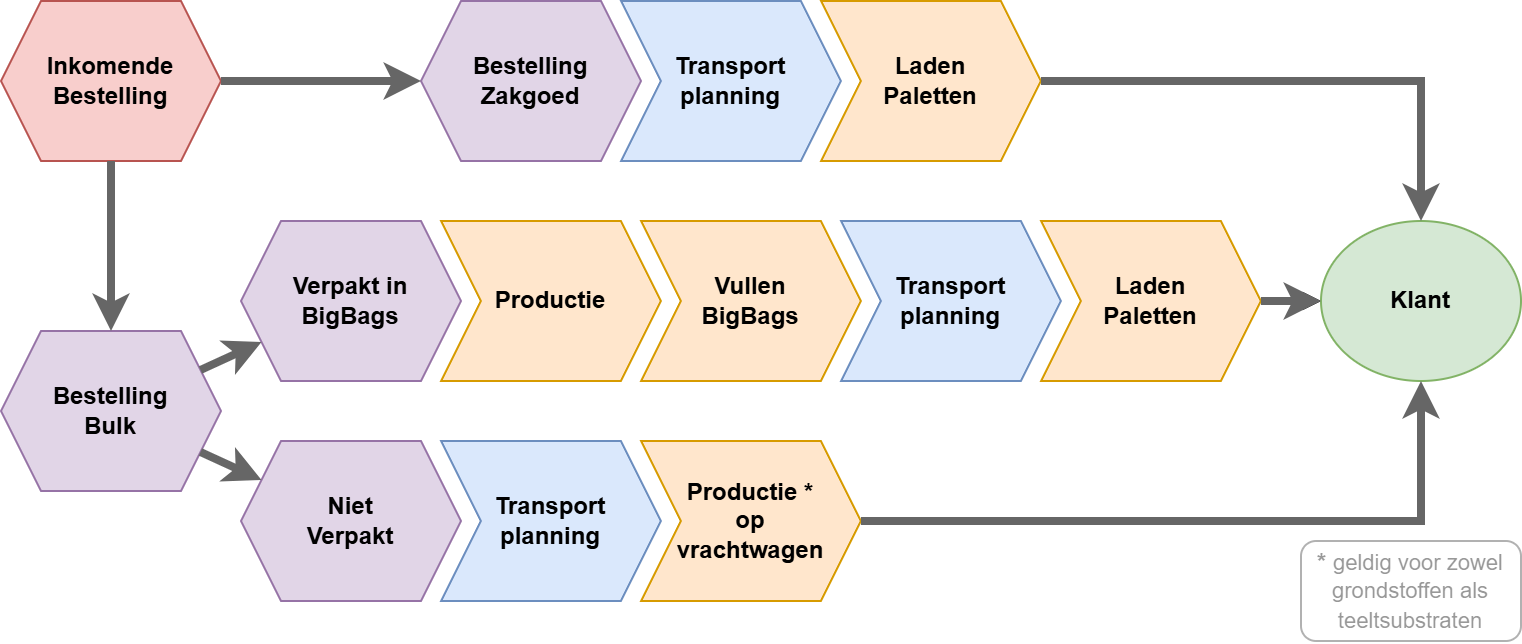 Inkomende
Bestelling
Bestelling
Zakgoed
Transport
planning
Laden
Paletten
Verpakt in
BigBags
Productie
Vullen
BigBags
Transport
planning
Laden
Paletten
Klant
Bestelling
Bulk
Niet
Verpakt
Transport
planning
Productie *
op
vrachtwagen
* geldig voor zowel
grondstoffen als
teeltsubstraten